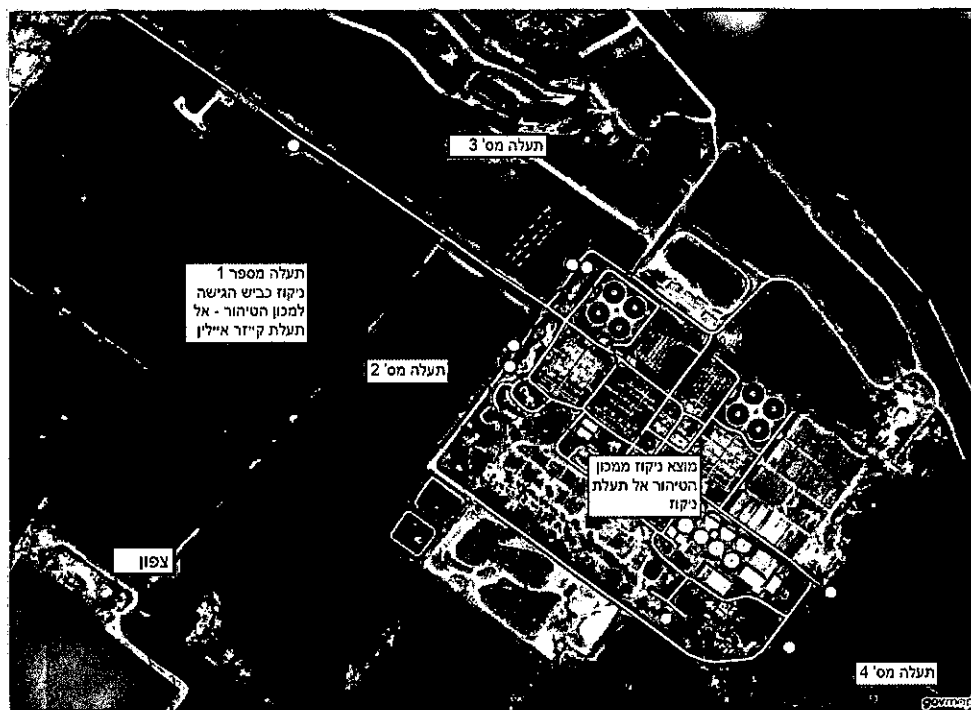 תעלה מס' 3
תעלה מספר 1
ניקוז כביש הגישה
למכון הטיהור - אל
תעלת קייזר איילין
תעלה מס' 2
מוצא ניקוז ממכון
הטיהור אל תעלת
ניקוז
צפון
תעלה מס' 4
govmap